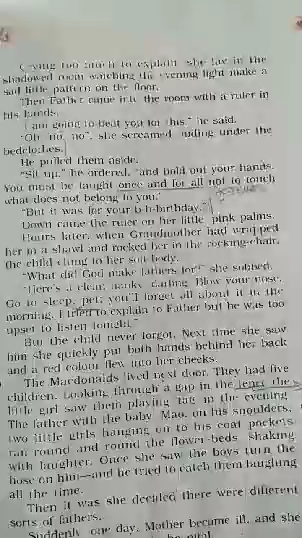 Crying too much to explain she lay in the
shadowed room watching the evening light make a
sad little pattern on the floor.
Then Father came into the room with a ruler in
his hands.
"I am going to beat you for this," he said.
"Oh no, no", she screamed hiding under the
bedclothes.
He pulled them aside.
"Sit up," he ordered, "and hold out your hands.
You must be taught once and for all not to touch
what does not belong to you."
"But it was for your b-b-birthday."
Down came the ruler on her little pink palms.
Hours later, when Grandmother had wrapped
her in a shawl and rocked her in the rocking-chair,
the child clung to her soft body.
"What did God make fathers for?" she sobbed.
"Here's a clean hanky, darling. Blow your nose.
Go to sleep, pet; you'll forget all about it in the
morning. I tried to explain to Father but he was too
upset to listen tonight."
But the child never forgot. Next time she saw
him she quickly put both hands behind her back
and a red colour flew into her cheeks.
The Macdonalds lived next door. They had five
children. Looking through a gap in the fence the
little girl saw them playing 'tag' in the evening.
The father with the baby Mao, on his shoulders,
two little girls hanging on to his coat pockets
ran round and round the flower-beds shaking
with laughter. Once she saw the boys turn the
hose on him—and he tried to catch them laughing
all the time.
Then it was she decided there were different
sorts of fathers.
Suddenly one day, Mother became ill, and she